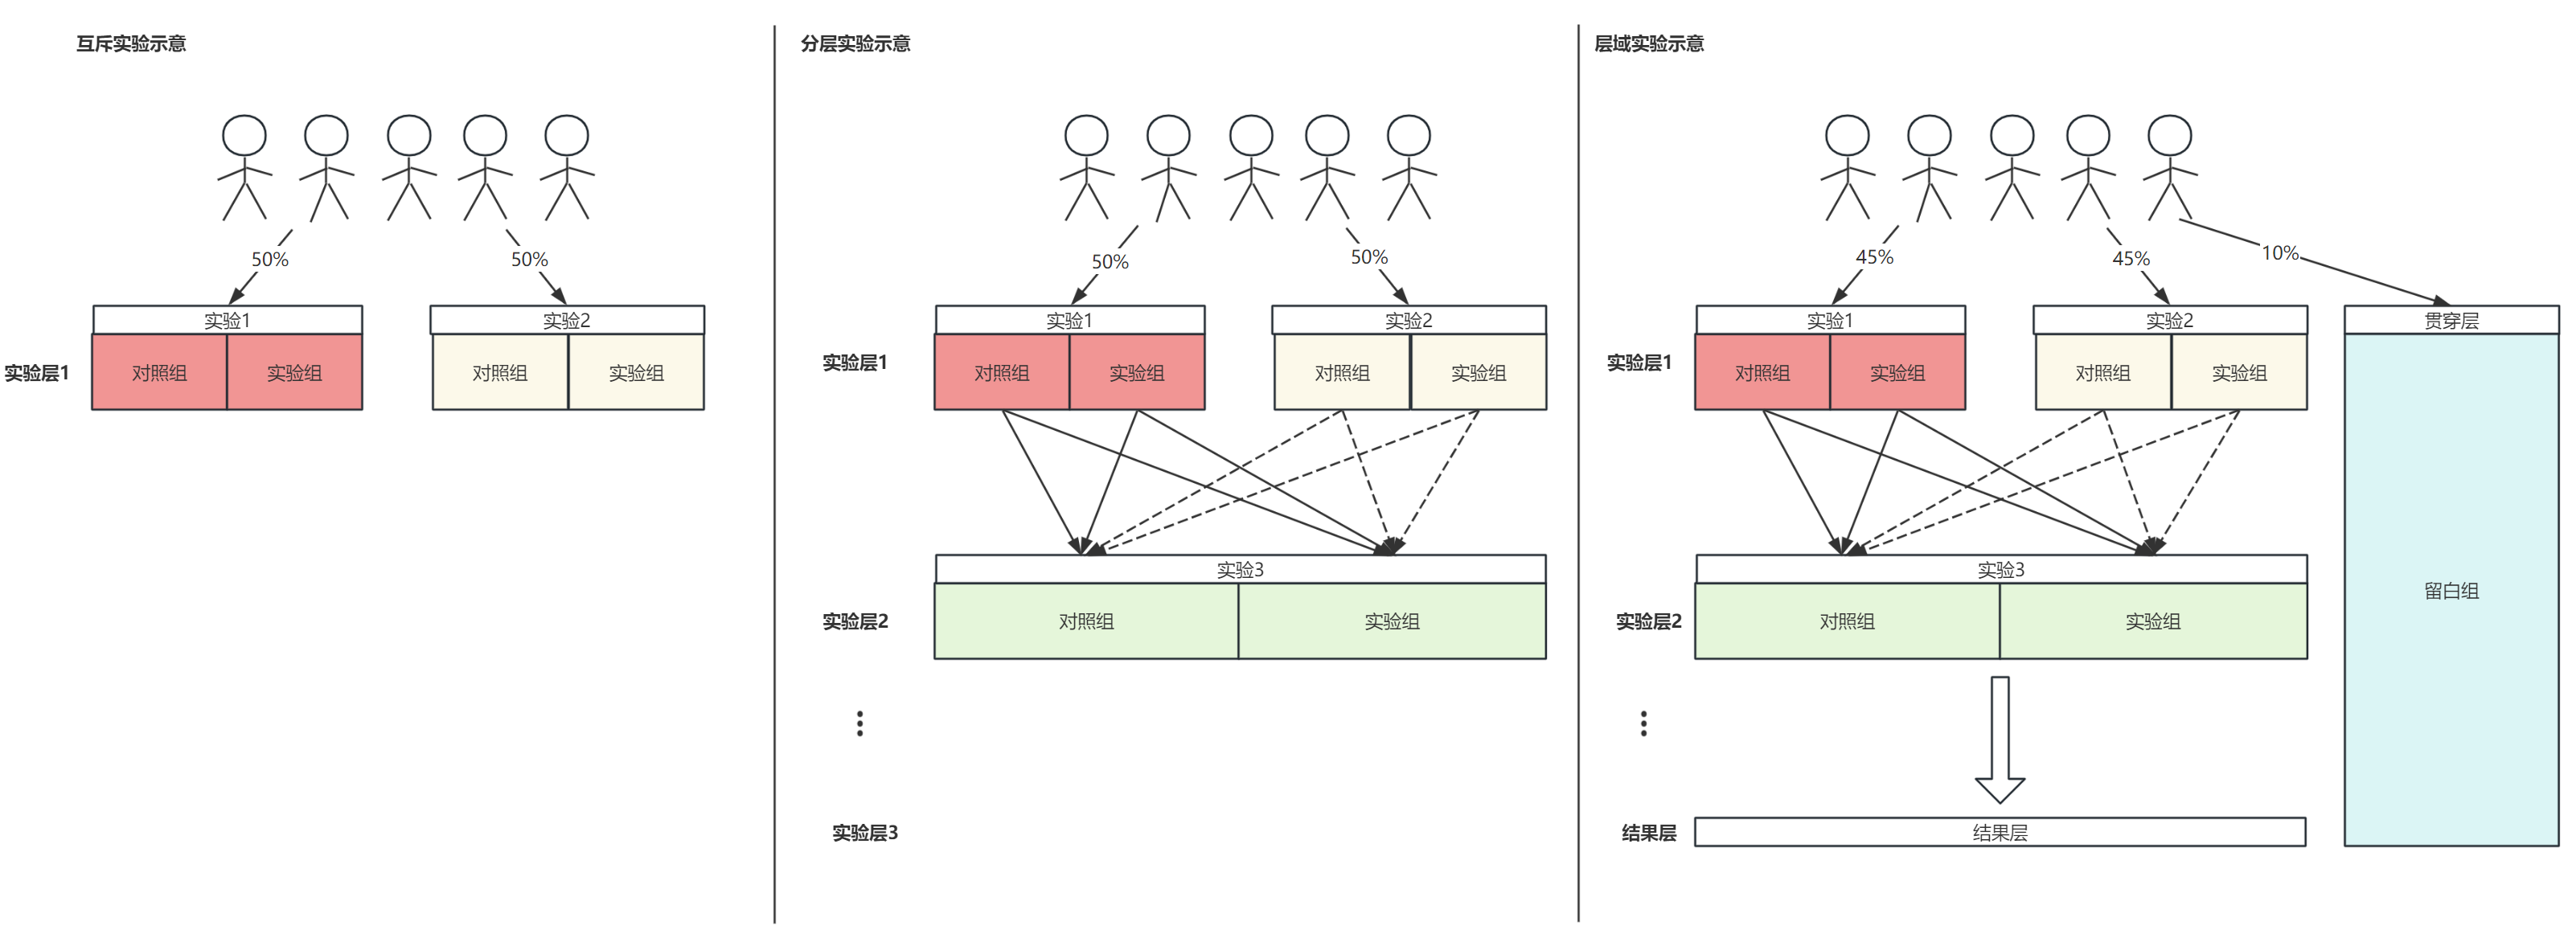 互斥实验示意
50%
50%
实验1
实验2
实验层1
对照组
实验组
对照组
实验组
分层实验示意
50%
50%
实验1
实验2
实验层1
对照组
实验组
对照组
实验组
实验3
实验层2
对照组
实验组
实验层3
层域实验示意
45%
45%
10%
实验1
实验2
贯穿层
实验层1
对照组
实验组
对照组
实验组
实验3
留白组
实验层2
对照组
实验组
结果层
结果层